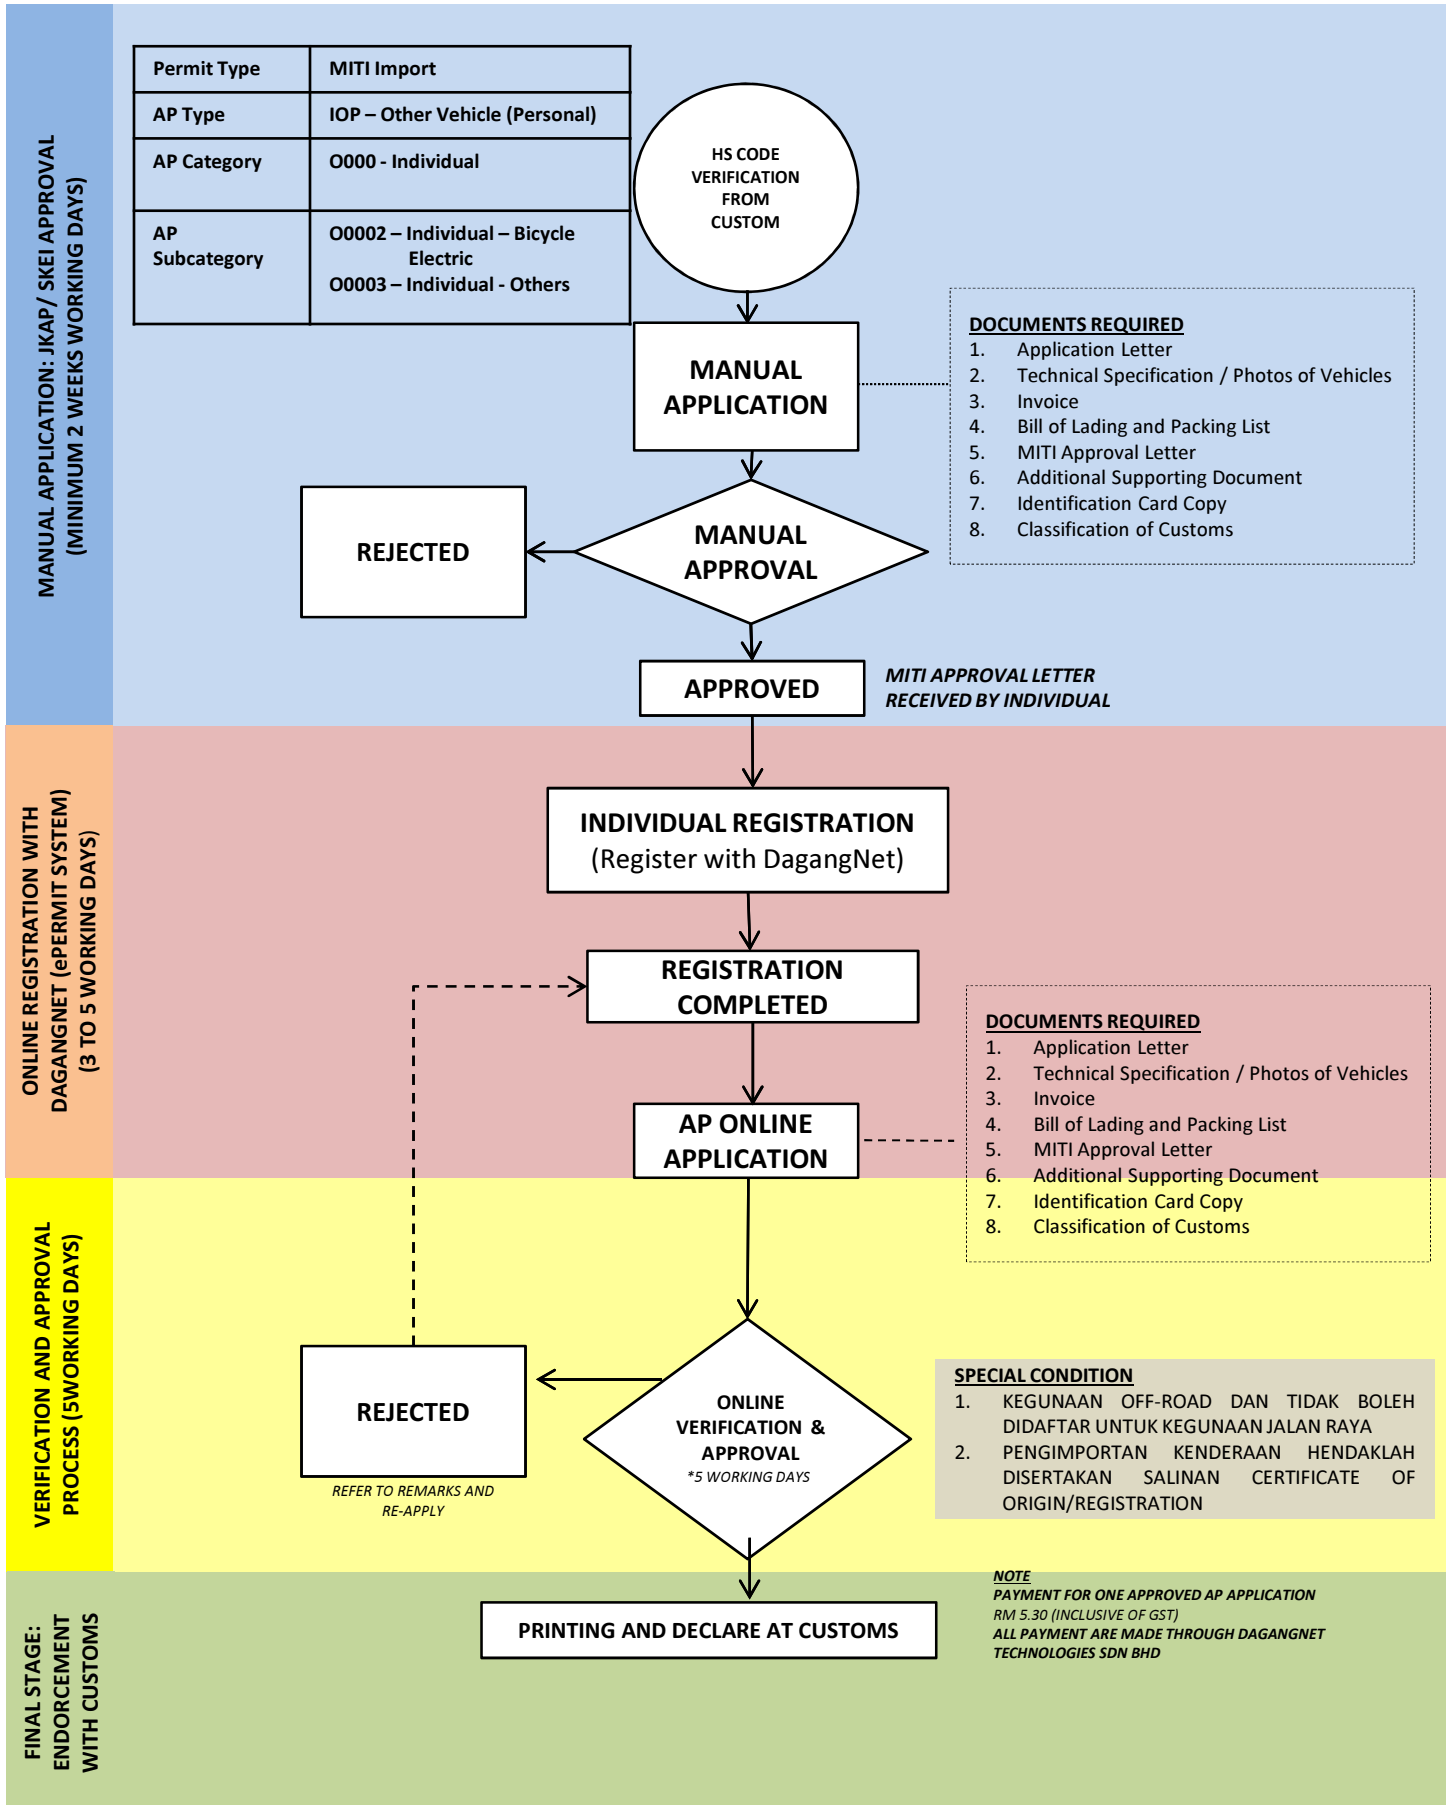 MANUAL APPLICATION: JKAP/ SKEI APPROVAL
(MINIMUM 2 WEEKS WORKING DAYS)
Permit Type MITI Import
AP Type IOP – Other Vehicle (Personal)
AP Category O000 - Individual
AP O0002 – Individual – Bicycle
Subcategory Electric
O0003 – Individual - Others
HS CODE
VERIFICATION
FROM
CUSTOM
MANUAL
APPLICATION
DOCUMENTS REQUIRED
1. Application Letter
2. Technical Specification / Photos of Vehicles
3. Invoice
4. Bill of Lading and Packing List
5. MITI Approval Letter
6. Additional Supporting Document
7. Identification Card Copy
8. Classification of Customs
REJECTED
MANUAL
APPROVAL
APPROVED
MITI APPROVAL LETTER
RECEIVED BY INDIVIDUAL
ONLINE REGISTRATION WITH
DAGANGNET (ePERMIT SYSTEM)
(3 TO 5 WORKING DAYS)
INDIVIDUAL REGISTRATION
(Register with DagangNet)
REGISTRATION
COMPLETED
AP ONLINE
APPLICATION
DOCUMENTS REQUIRED
1. Application Letter
2. Technical Specification / Photos of Vehicles
3. Invoice
4. Bill of Lading and Packing List
5. MITI Approval Letter
6. Additional Supporting Document
7. Identification Card Copy
8. Classification of Customs
VERIFICATION AND APPROVAL
PROCESS (5WORKING DAYS)
REJECTED
REFER TO REMARKS AND
RE-APPLY
ONLINE
VERIFICATION &
APPROVAL
*5 WORKING DAYS
SPECIAL CONDITION
1. KEGUNAAN OFF-ROAD DAN TIDAK BOLEH
DIDAFTAR UNTUK KEGUNAAN JALAN RAYA
2. PENGIMPORTAN KENDERAAN HENDAKLAH
DISERTAKAN SALINAN CERTIFICATE OF
ORIGIN/REGISTRATION
FINAL STAGE:
ENDORCEMENT
WITH CUSTOMS
PRINTING AND DECLARE AT CUSTOMS
NOTE
PAYMENT FOR ONE APPROVED AP APPLICATION
RM 5.30 (INCLUSIVE OF GST)
ALL PAYMENT ARE MADE THROUGH DAGANGNET
TECHNOLOGIES SDN BHD